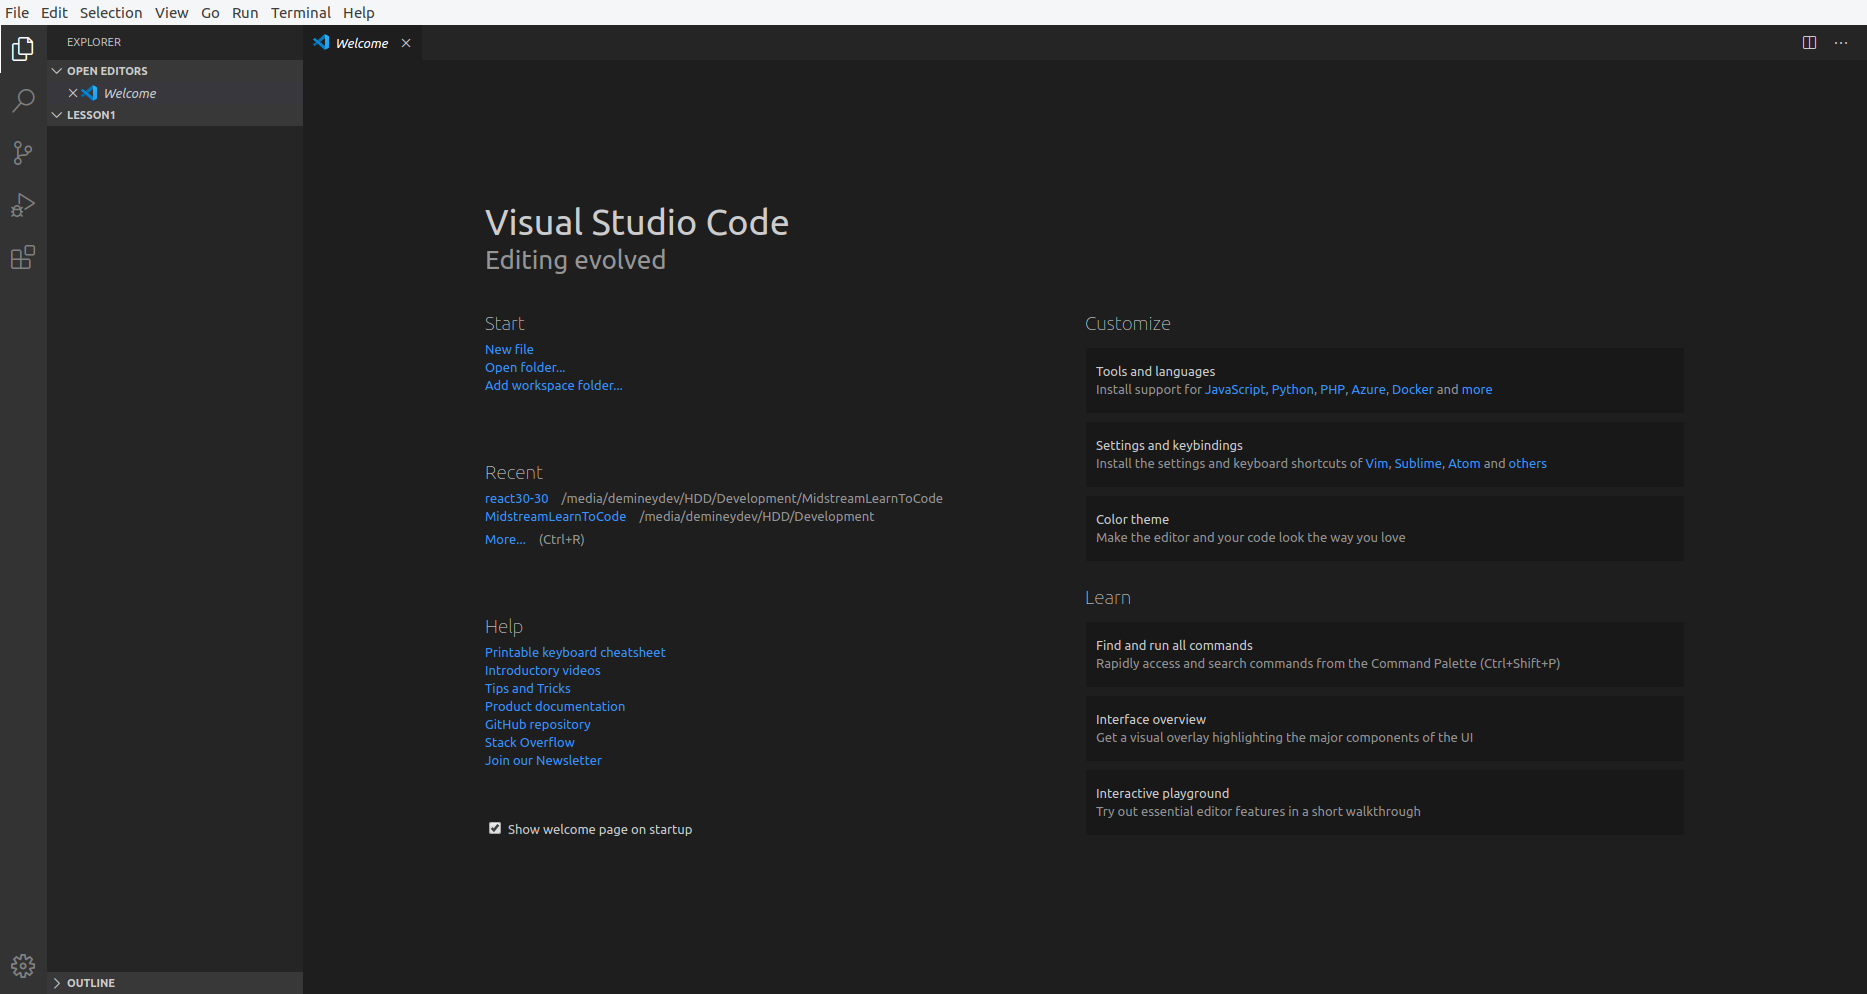 File Edit Selection View Go Run Terminal Help
EXPLORER
OPEN EDITORS
Welcome
LESSON1
OUTLINE
Welcome
Visual Studio Code
Editing evolved
Start
New file
Open folder...
Add workspace folder...
Recent
react30-30 /media/demineydev/HDD/Development/MidstreamLearnToCode
MidstreamLearnToCode /media/demineydev/HDD/Development
More... (Ctrl+R)
Help
Printable keyboard cheatsheet
Introductory videos
Tips and Tricks
Product documentation
GitHub repository
Stack Overflow
Join our Newsletter
Show welcome page on startup
Customize
Tools and languages
Install support for JavaScript, Python, PHP, Azure, Docker and more
Settings and keybindings
Install the settings and keyboard shortcuts of Vim, Sublime, Atom and others
Color theme
Make the editor and your code look the way you love
Learn
Find and run all commands
Rapidly access and search commands from the Command Palette (Ctrl+Shift+P)
Interface overview
Get a visual overlay highlighting the major components of the UI
Interactive playground
Try out essential editor features in a short walkthrough